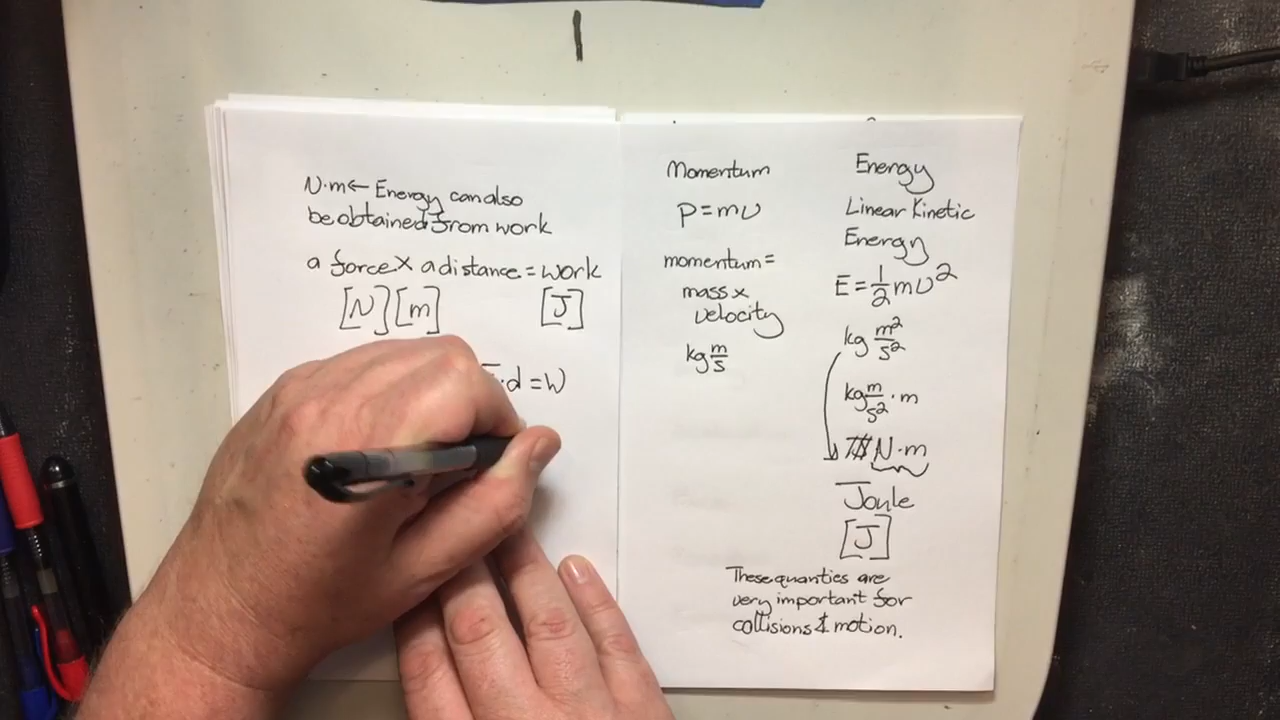 N·m← Energy can also
be obtained from work
a force × a distance = work
[N][m] [J]
·d = W
Momentum
p = mv
momentum =
mass x
velocity
kg m/s
Energy
Linear Kinetic
Energy
E = 1/2 mv²
kg m²/s²
kg m/s² · m
N·m
Joule
[J]
These quanties are
very important for
collisions & motion.